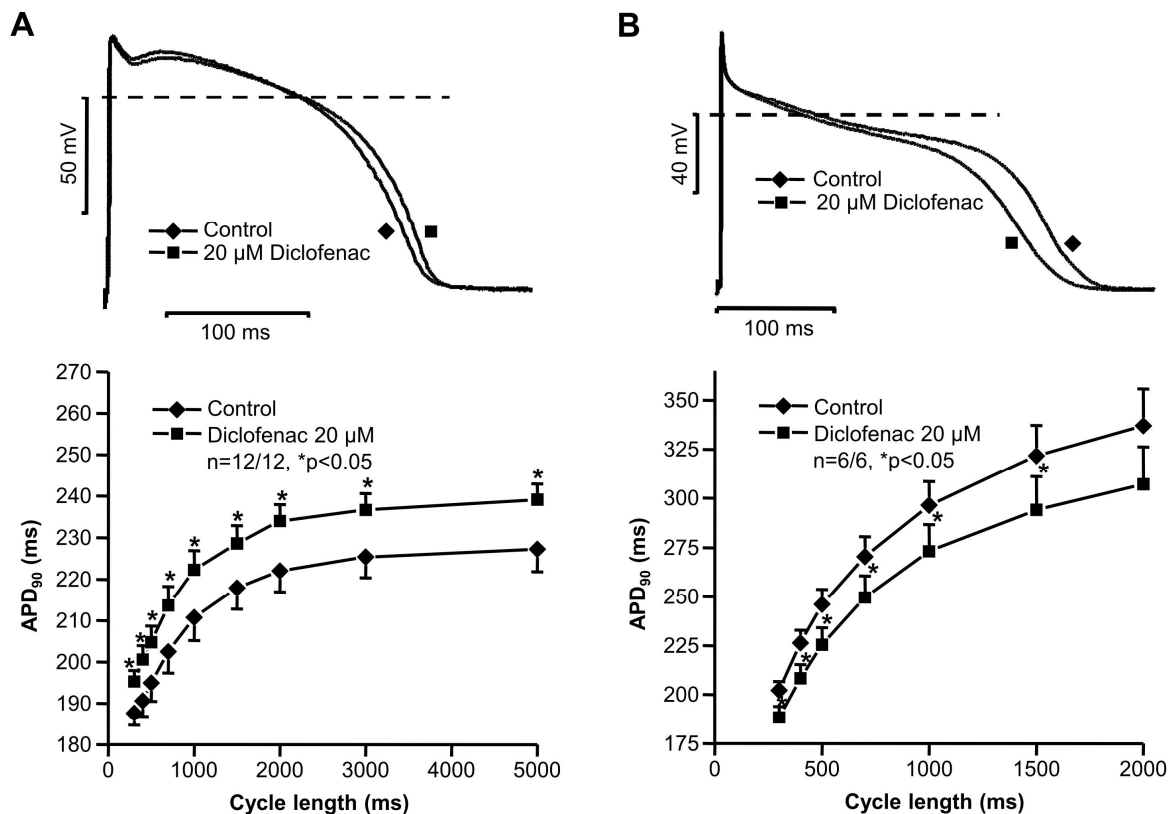 A
50 mV
Control
20 µM Diclofenac
100 ms
270
260
250
240
230
220
210
200
190
180
APD90 (ms)
Control
Diclofenac 20 µM
n=12/12, *p<0.05
* * * * * * * * *
0 1000 2000 3000 4000 5000
Cycle length (ms)
B
40 mV
Control
20 µM Diclofenac
100 ms
350
325
300
275
250
225
200
175
APD90 (ms)
Control
Diclofenac 20 µM
n=6/6, *p<0.05
* * * * * *
0 500 1000 1500 2000
Cycle length (ms)